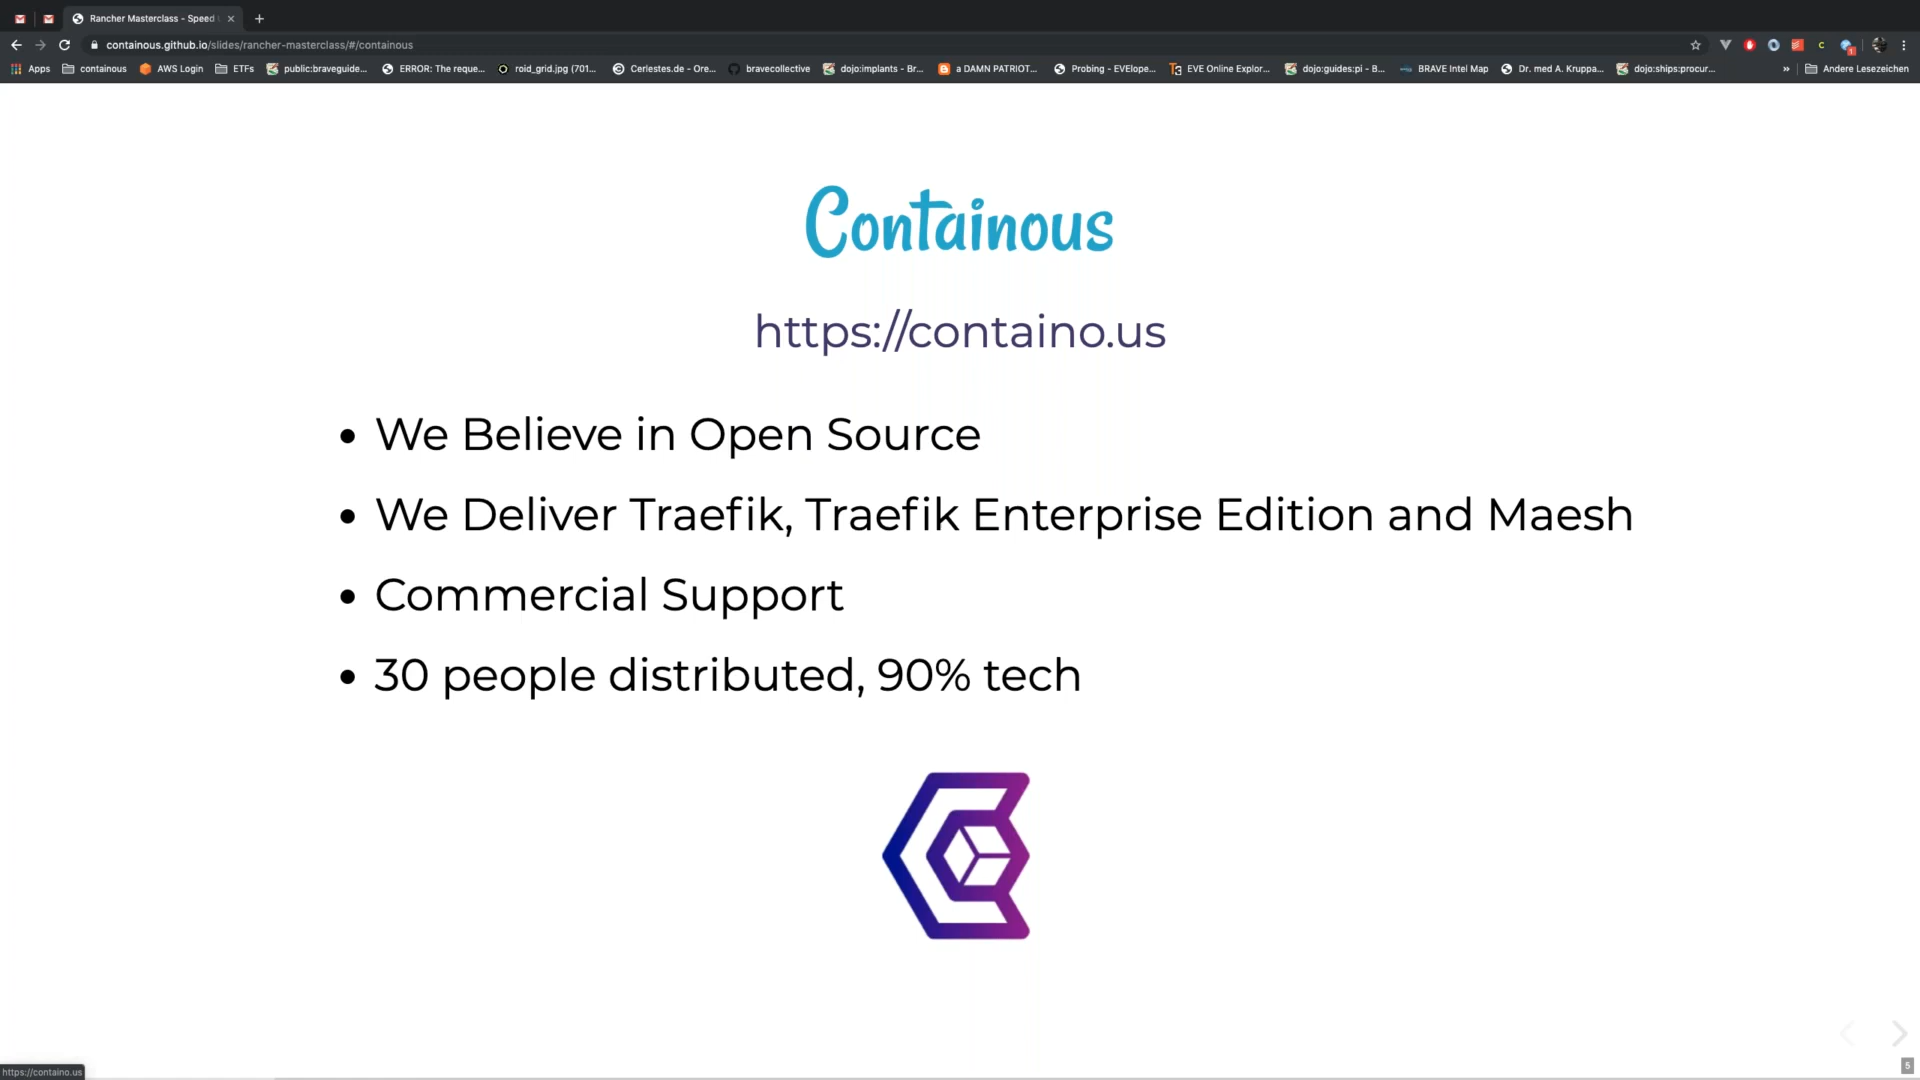 Rancher Masterclass - Speed
containous.github.io/slides/rancher-masterclass/#/containous
Apps containous AWS Login ETFs public:braveguide... ERROR: The reque... roid_grid.jpg (701... Cerlestes.de - Ore... bravecollective dojo:implants - Br... a DAMN PATRIOT... Probing - EVElope... EVE Online Explor... dojo:guides:pi - B... BRAVE Intel Map Dr. med A. Kruppa... dojo:ships:procur... » Andere Lesezeichen
Containous
https://containo.us
• We Believe in Open Source
• We Deliver Traefik, Traefik Enterprise Edition and Maesh
• Commercial Support
• 30 people distributed, 90% tech
5
https://containo.us